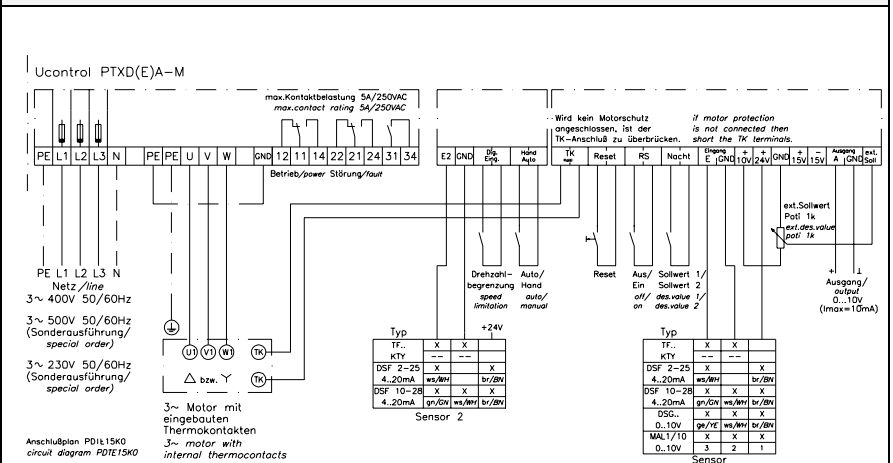 Ucontrol PTXD(E)A-M
max.Kontaktbelastung 5A/250VAC
max.contact rating 5A/250VAC
Wird kein Motorschutz
angeschlossen, ist der
TK-Anschluß zu überbrücken.
if motor protection
is not connected then
short the TK terminals.
PE L1 L2 L3 N PE PE U V W GND 12 11 14 22 21 24 31 34
E2 GND Dig. Eing. Hand Auto
TK Reset RS Nacht Eingang E GND + 10V + 24V GND + 15V - 15V Ausgang A GND ext. Soll
Betrieb/power Störung/fault
ext.Sollwert
Poti 1k
ext.des.value
poti 1k
PE L1 L2 L3 N
Netz/line
3~ 400V 50/60Hz
3~ 500V 50/60Hz
(Sonderausführung/
special order)
3~ 230V 50/60Hz
(Sonderausführung/
special order)
Drehzahl-
begrenzung
speed
limitation
Auto/
Hand
auto/
manual
Reset
Aus/
Ein
off/
on
Sollwert 1/
Sollwert 2
des.value 1/
des.value 2
+ ⊥
Ausgang/
output
0...10V
(Imax=10mA)
U1 V1 W1 TK
△ bzw. Y TK
3~ Motor mit
eingebauten
Thermokontakten
3~ motor with
internal thermocontacts
Typ +24V
TF.. X X
KTY -- --
DSF 2-25 X X
4..20mA ws/WH br/BN
DSF 10-28 X X X
4..20mA gn/GN ws/WH br/BN
Sensor 2
Typ
TF.. X X
KTY -- --
DSF 2-25 X X
4..20mA ws/WH br/BN
DSF 10-28 X X X
4..20mA gn/GN ws/WH br/BN
DSG.. X X X
0..10V ge/YE ws/WH br/BN
MAL1/10 X X X
0..10V 3 2 1
Sensor
Anschlußplan PDIŁ15K0
circuit diagram PDTE15K0